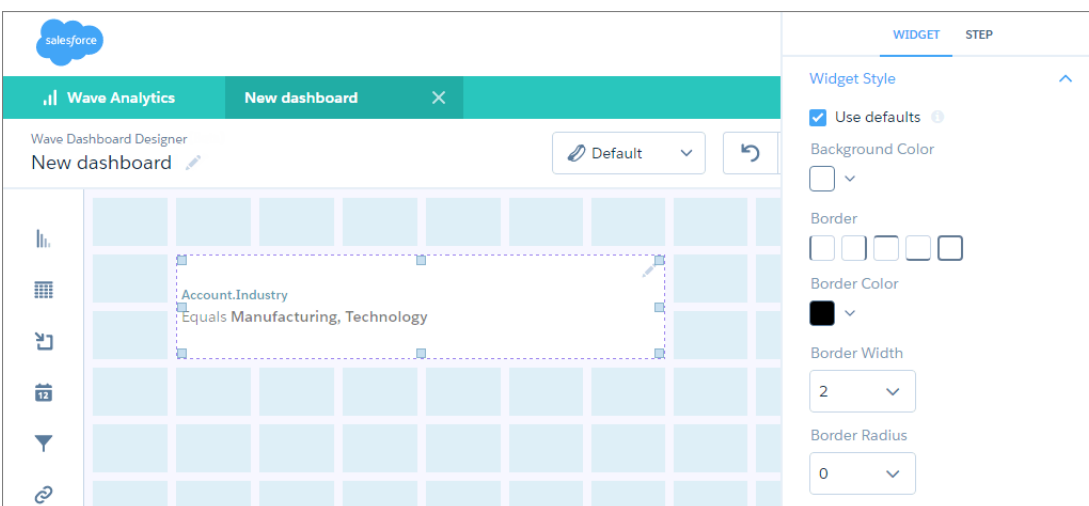 salesforce
WIDGET STEP
Widget Style
Wave Analytics New dashboard
Use defaults
Wave Dashboard Designer
New dashboard
Default
Background Color
Border
Account.Industry
Equals Manufacturing, Technology
Border Color
Border Width
2
12
Border Radius
0